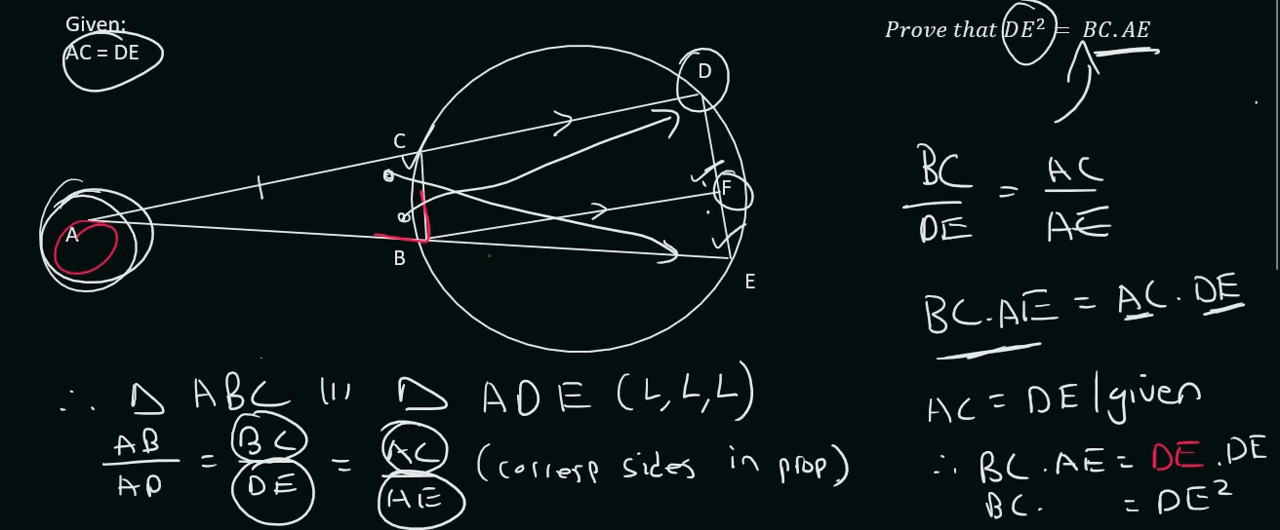 Given:
AC = DE
Prove that DE² = BC.AE
D
C
F
A
B
E
BC/DE = AC/AE
BC.AE = AC.DE
∴ Δ ABC ||| Δ ADE (L,L,L)
AC = DE | given
AB/AD = BC/DE = AC/AE (corresp sides in prop)
∴ BC.AE = DE.DE
BC. = DE²